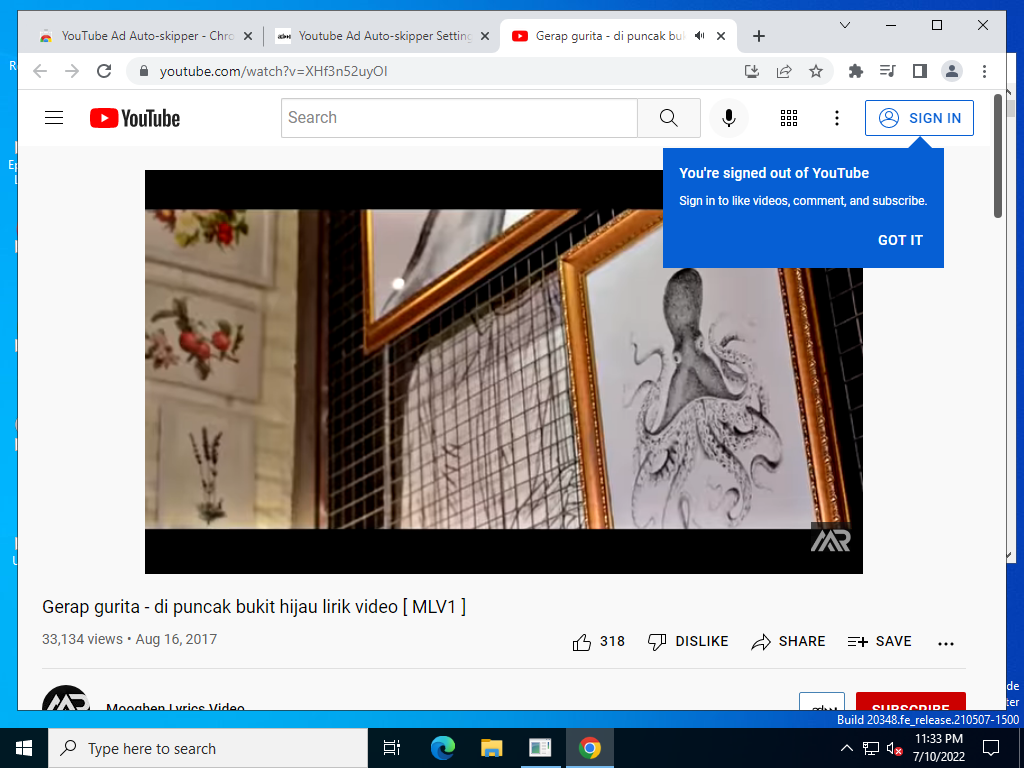 YouTube Ad Auto-skipper - Chro
Youtube Ad Auto-skipper Setting
Gerap gurita - di puncak buk
youtube.com/watch?v=XHf3n52uyOI
YouTube
Search
SIGN IN
You're signed out of YouTube
Sign in to like videos, comment, and subscribe.
GOT IT
Gerap gurita - di puncak bukit hijau lirik video [ MLV1 ]
33,134 views • Aug 16, 2017
318
DISLIKE
SHARE
SAVE
Mooghen Lyrics Video
SUBSCRIBE
Build 20348.fe_release.210507-1500
Type here to search
11:33 PM
7/10/2022